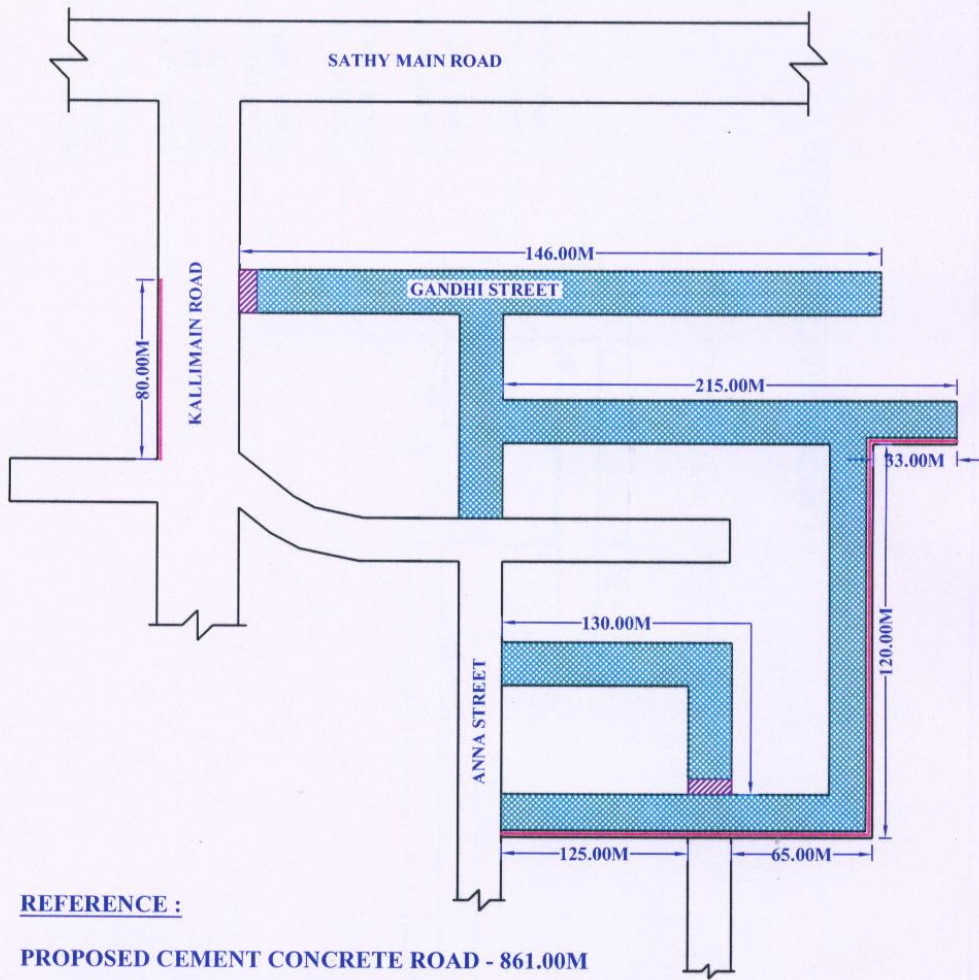 SATHY MAIN ROAD
146.00M
GANDHI STREET
KALLIMAIN ROAD
80.00M
215.00M
33.00M
130.00M
120.00M
ANNA STREET
125.00M
65.00M
REFERENCE :
PROPOSED CEMENT CONCRETE ROAD - 861.00M